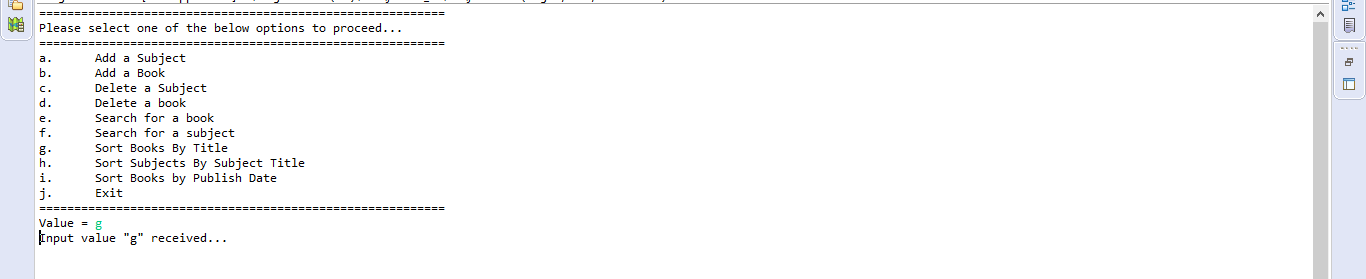 ==========================================================
Please select one of the below options to proceed...
==========================================================
a. Add a Subject
b. Add a Book
c. Delete a Subject
d. Delete a book
e. Search for a book
f. Search for a subject
g. Sort Books By Title
h. Sort Subjects By Subject Title
i. Sort Books by Publish Date
j. Exit
==========================================================
Value = g
Input value "g" received...